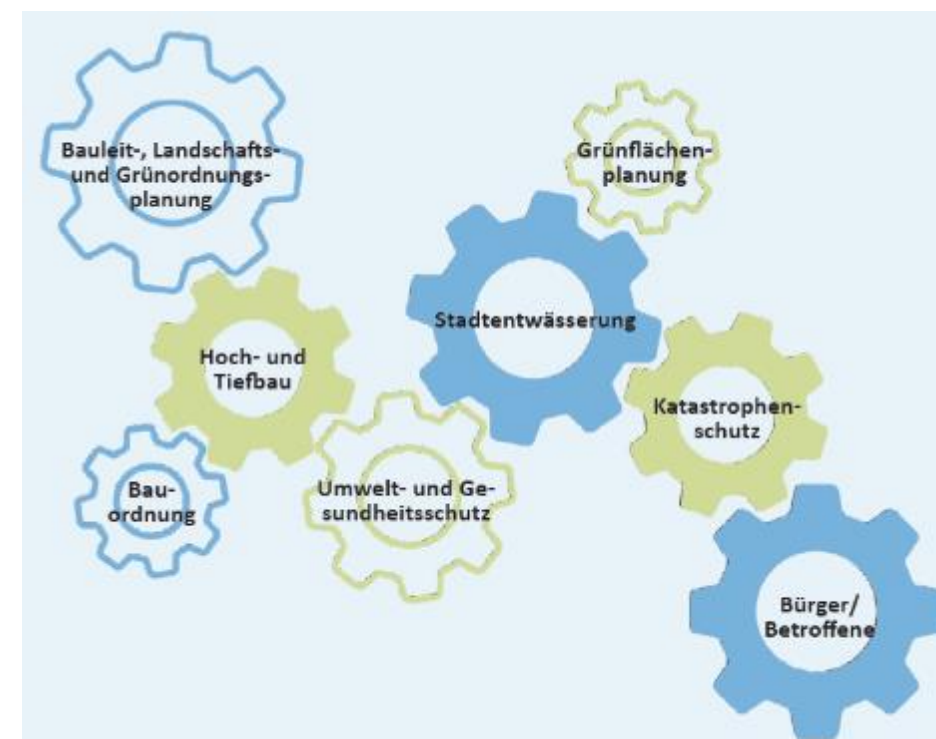 Bauleit-, Landschafts-
und Grünordnungs-
planung
Grünflächen-
planung
Stadtentwässerung
Hoch- und
Tiefbau
Katastrophen-
schutz
Bau-
ordnung
Umwelt- und Ge-
sundheitsschutz
Bürger/
Betroffene